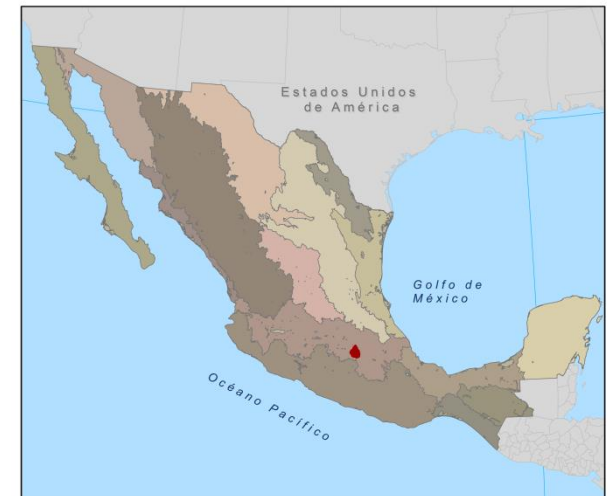 Estados Unidos
de América
Golfo de
México
Océano Pacífico